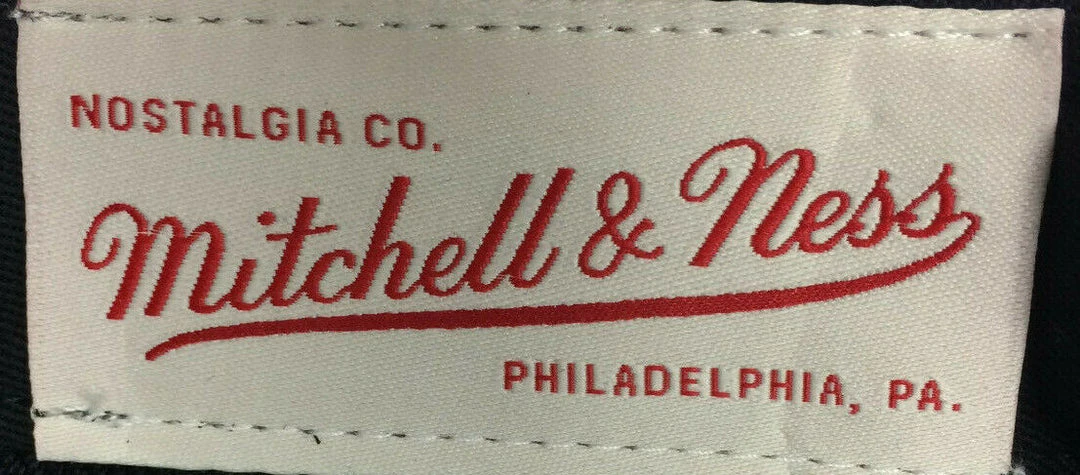 NOSTALGIA CO.
Mitchell & Ness
PHILADELPHIA, PA.